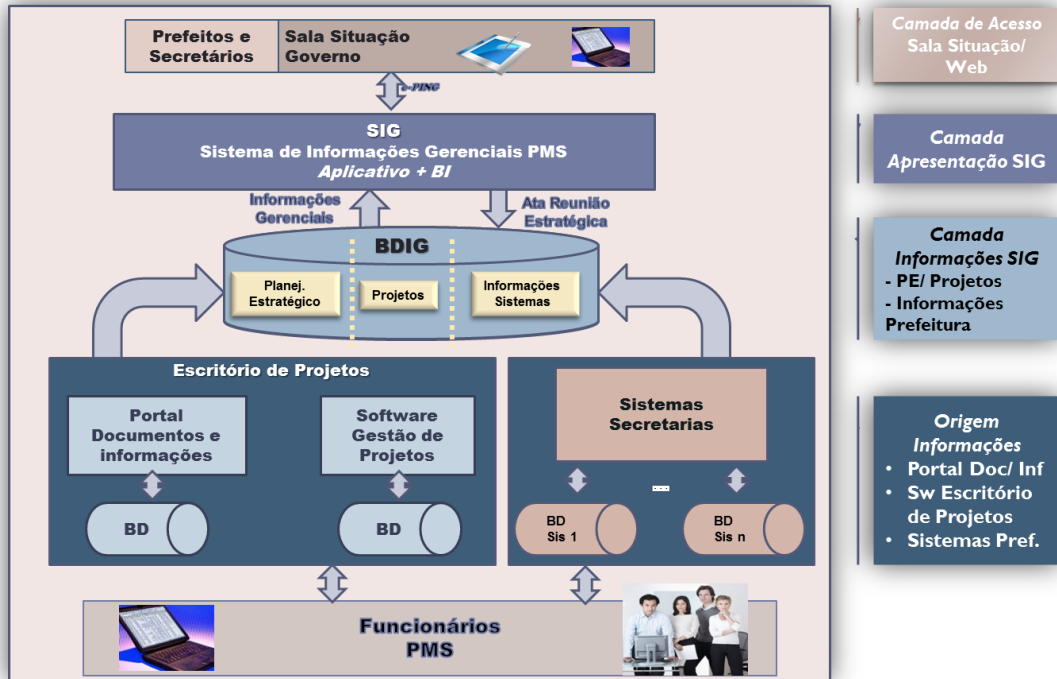 Prefeitos e
Secretários
Sala Situação
Governo
e-PING
SIG
Sistema de Informações Gerenciais PMS
Aplicativo + BI
Informações
Gerenciais
Ata Reunião
Estratégica
BDIG
Planej.
Estratégico
Projetos
Informações
Sistemas
Escritório de Projetos
Portal
Documentos e
informações
Software
Gestão de
Projetos
BD
BD
Sistemas
Secretarias
...
BD
Sis 1
BD
Sis n
Funcionários
PMS
Camada de Acesso
Sala Situação/
Web
Camada
Apresentação SIG
Camada
Informações SIG
- PE/ Projetos
- Informações
Prefeitura
Origem
Informações
• Portal Doc/ Inf
• Sw Escritório
de Projetos
• Sistemas Pref.